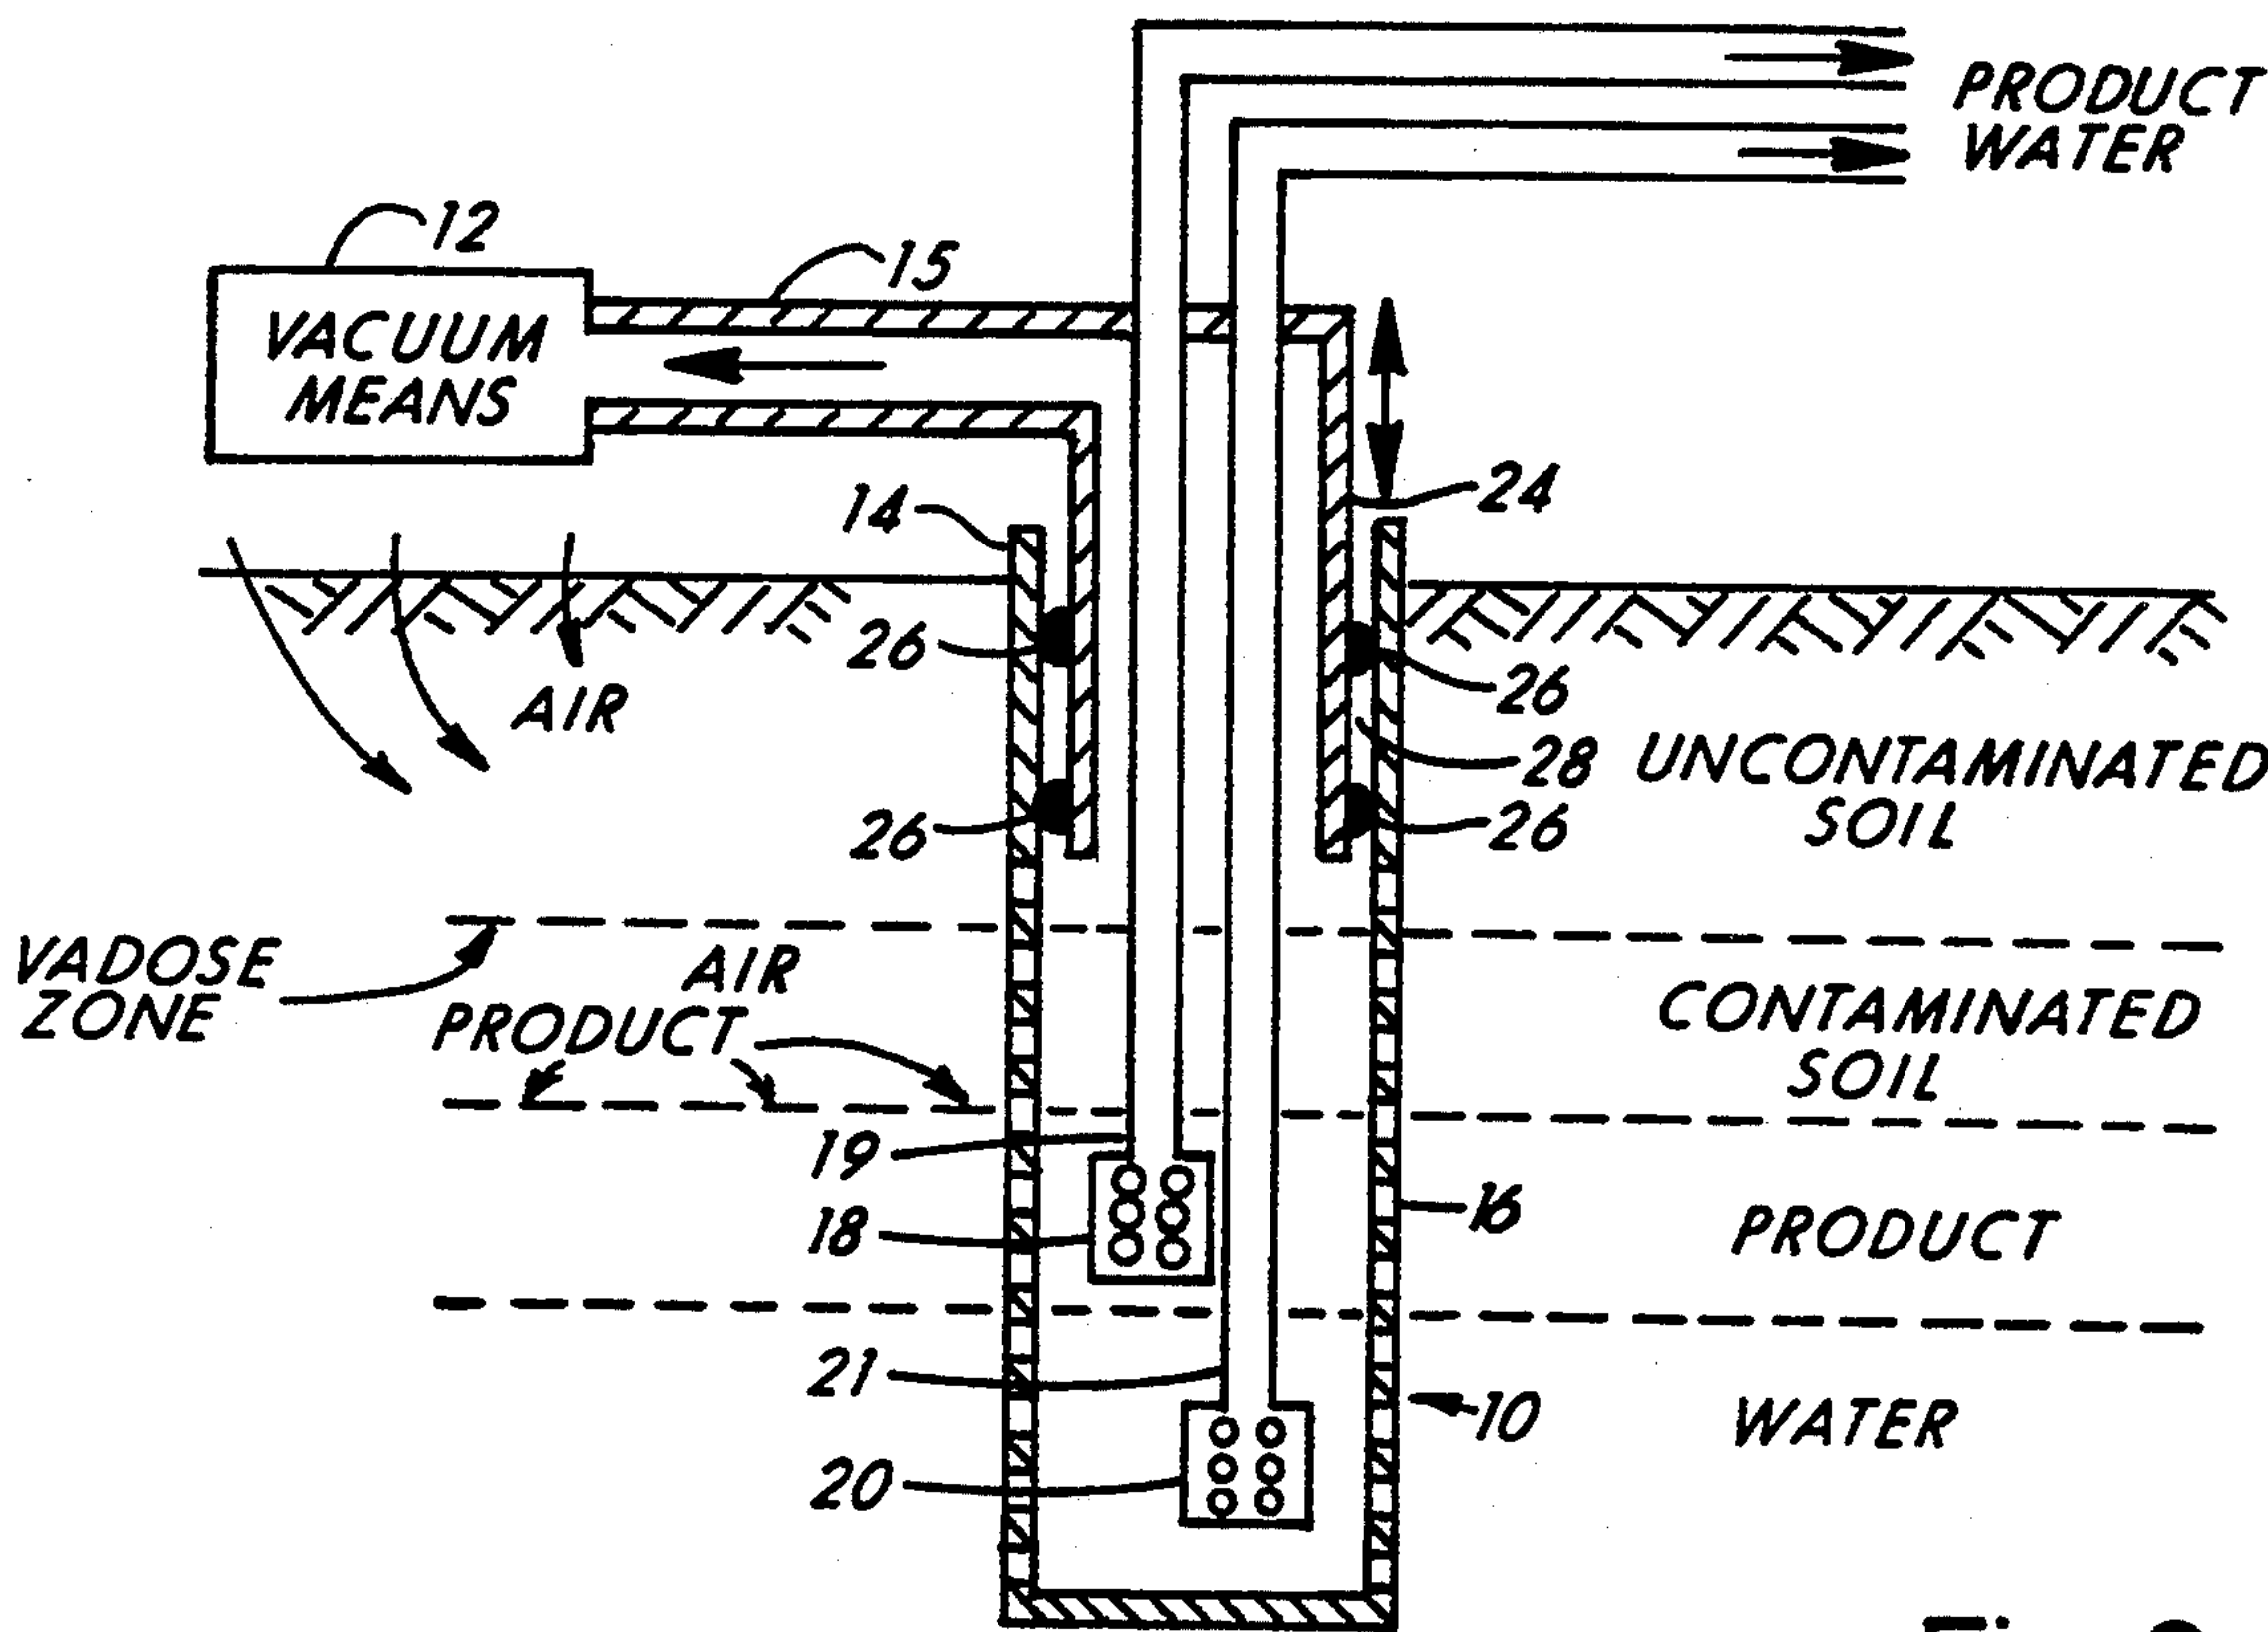 PRODUCT
WATER
12
15
VACUUM
MEANS
24
14
26
26
AIR
28
UNCONTAMINATED
SOIL
26
26
VADOSE
ZONE
AIR
PRODUCT
CONTAMINATED
SOIL
19
18
16
PRODUCT
21
10
WATER
20